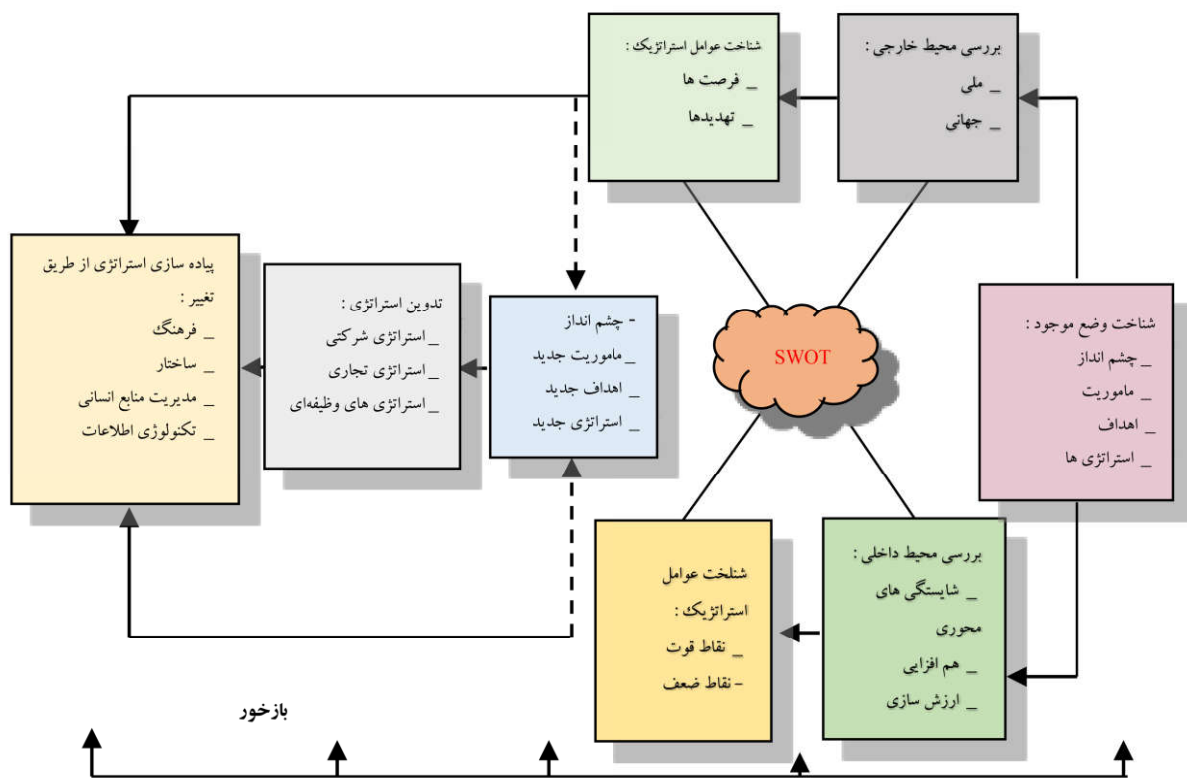 بررسی محیط خارجی :
_ ملی
_ جهانی
شناخت عوامل استراتژیک :
_ فرصت ها
_ تهدیدها
شناخت وضع موجود :
_ چشم انداز
_ ماموریت
_ اهداف
_ استراتژی ها
SWOT
بررسی محیط داخلی :
_ شایستگی های
محوری
_ هم افزایی
_ ارزش سازی
شنلخت عوامل
استراتژیک :
_ نقاط قوت
- نقاط ضعف
- چشم انداز
_ ماموریت جدید
_ اهداف جدید
_ استراتژی جدید
تدوین استراتژی :
_ استراتژی شرکتی
_ استراتژی تجاری
_ استراتژی های وظیفه‌ای
پیاده سازی استراتژی از طریق
تغییر :
_ فرهنگ
_ ساختار
_ مدیریت منابع انسانی
_ تکنولوژی اطلاعات
بازخور